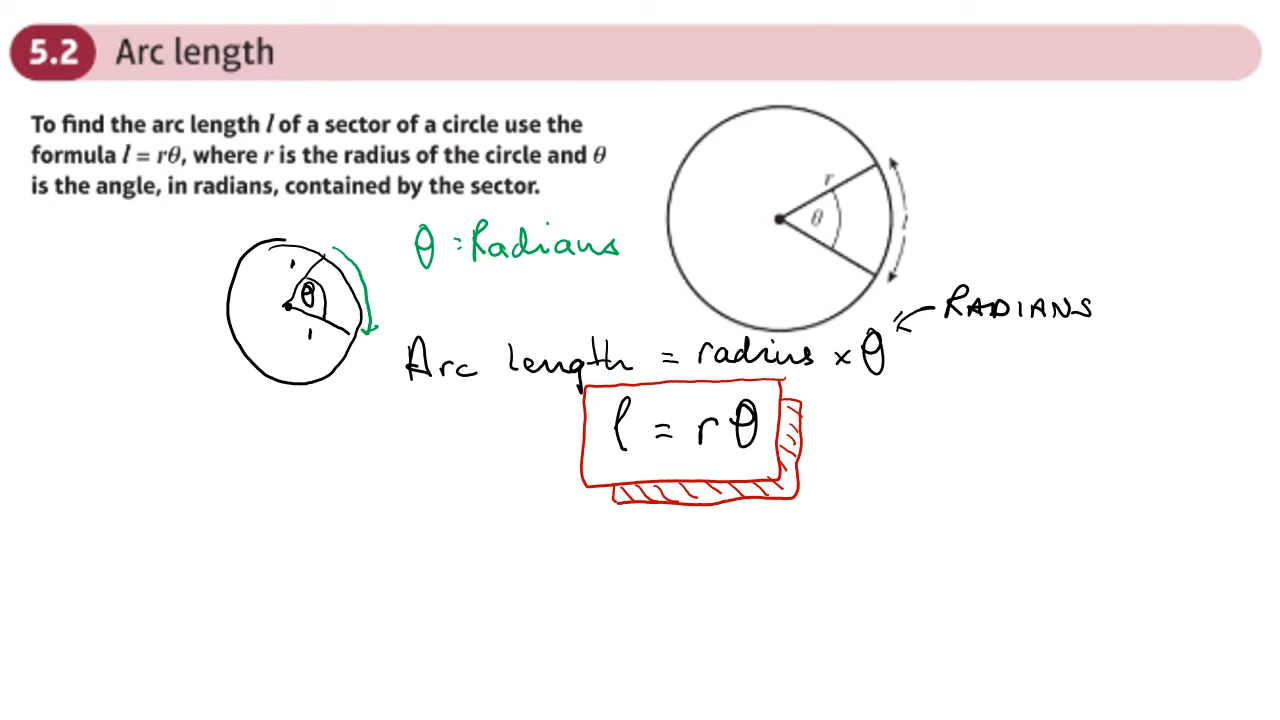 5.2 Arc length
To find the arc length l of a sector of a circle use the
formula l = rθ, where r is the radius of the circle and θ
is the angle, in radians, contained by the sector.
r
θ
l
θ
θ = Radians
RADIANS
Arc length = radius × θ
l = rθ